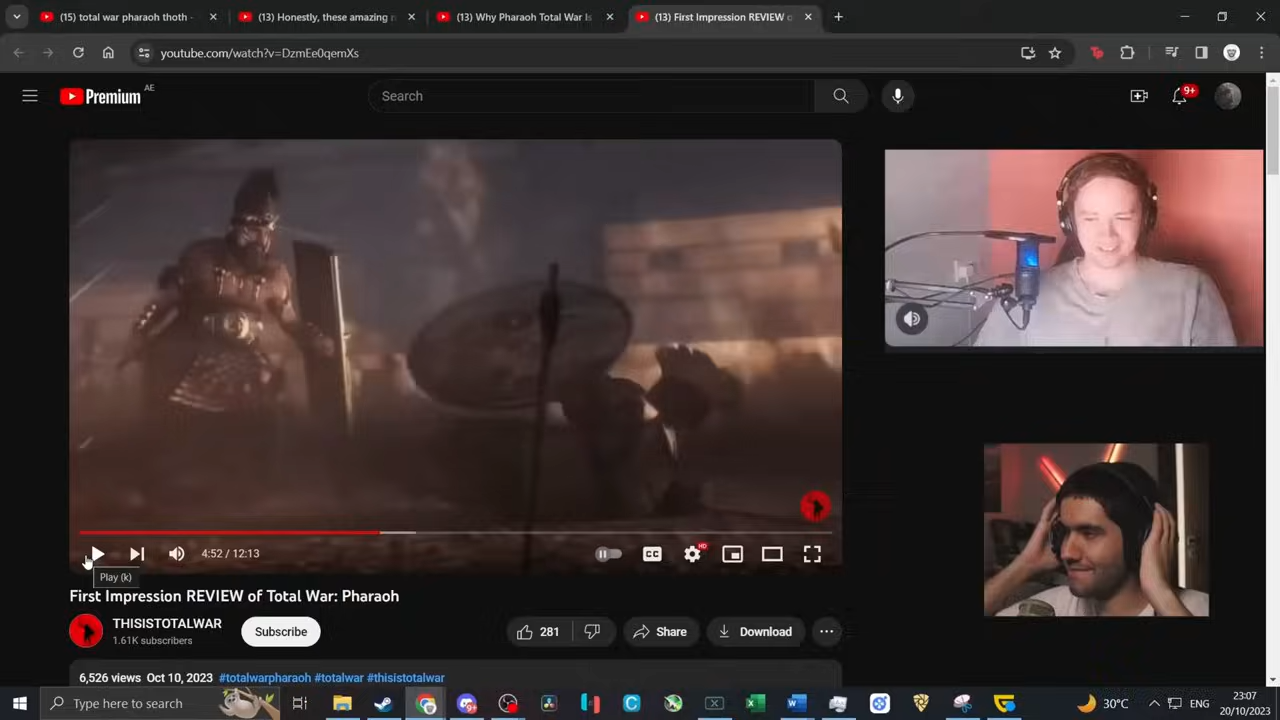 (15) total war pharaoh thoth -
(13) Honestly, these amazing r
(13) Why Pharaoh Total War Is
(13) First Impression REVIEW o
youtube.com/watch?v=DzmEe0qemXs
Premium AE
Search
9+
4:52 / 12:13
CC
HD
Play (k)
First Impression REVIEW of Total War: Pharaoh
THISISTOTALWAR
1.61K subscribers
Subscribe
281
Share
Download
6,526 views Oct 10, 2023 #totalwarpharaoh #totalwar #thisistotalwar
Type here to search
30°C
ENG
23:07
20/10/2023